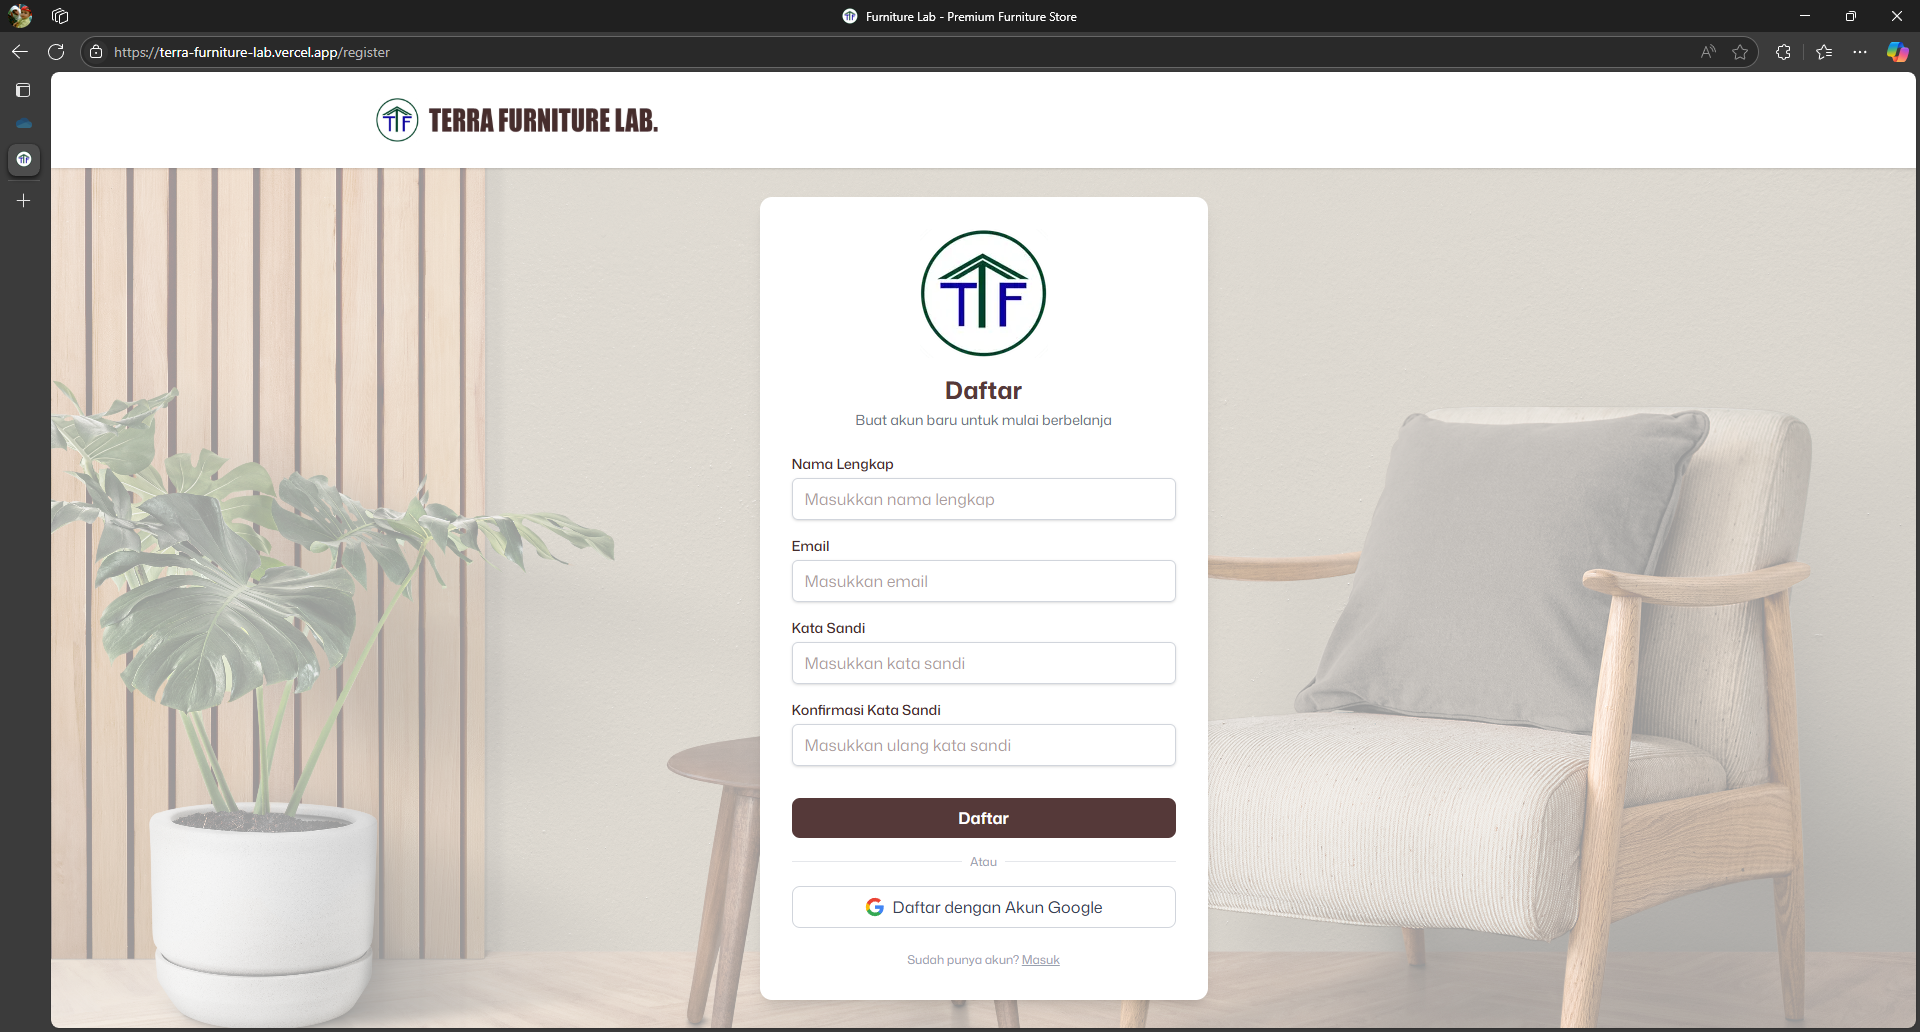 Furniture Lab - Premium Furniture Store
https://terra-furniture-lab.vercel.app/register
TTF TERRA FURNITURE LAB.
TTF
Daftar
Buat akun baru untuk mulai berbelanja
Nama Lengkap
Masukkan nama lengkap
Email
Masukkan email
Kata Sandi
Masukkan kata sandi
Konfirmasi Kata Sandi
Masukkan ulang kata sandi
Daftar
Atau
Daftar dengan Akun Google
Sudah punya akun? Masuk